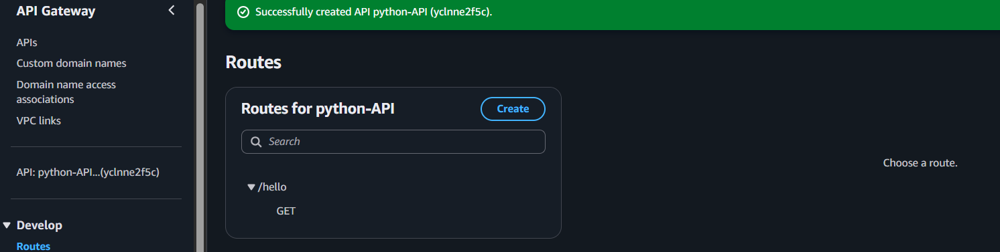 API Gateway
APIs
Custom domain names
Domain name access
associations
VPC links
API: python-API...(yclnne2f5c)
Develop
Routes
Successfully created API python-API (yclnne2f5c).
Routes
Routes for python-API
Create
Search
/hello
GET
Choose a route.